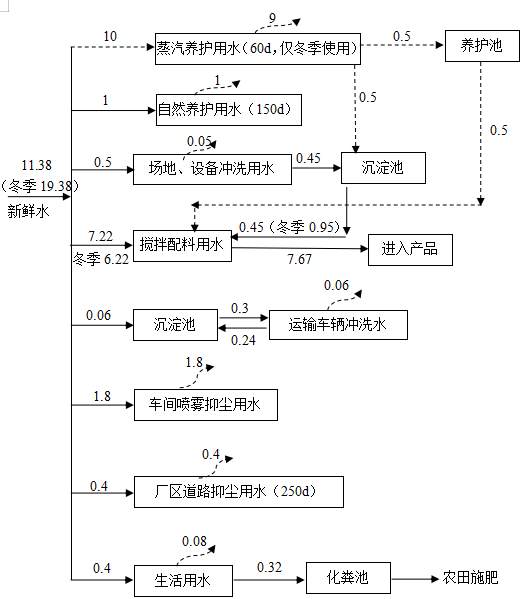 9
10
蒸汽养护用水（60d，仅冬季使用）
0.5
养护池
0.5
0.5
1
1
自然养护用水（150d）
0.05
0.5
场地、设备冲洗用水
0.45
沉淀池
11.38
（冬季 19.38）
新鲜水
0.45（冬季 0.95）
7.22
冬季 6.22
搅拌配料用水
7.67
进入产品
0.06
0.06
沉淀池
0.3
0.24
运输车辆冲洗水
1.8
1.8
车间喷雾抑尘用水
0.4
0.4
厂区道路抑尘用水（250d）
0.08
0.4
生活用水
0.32
化粪池
农田施肥